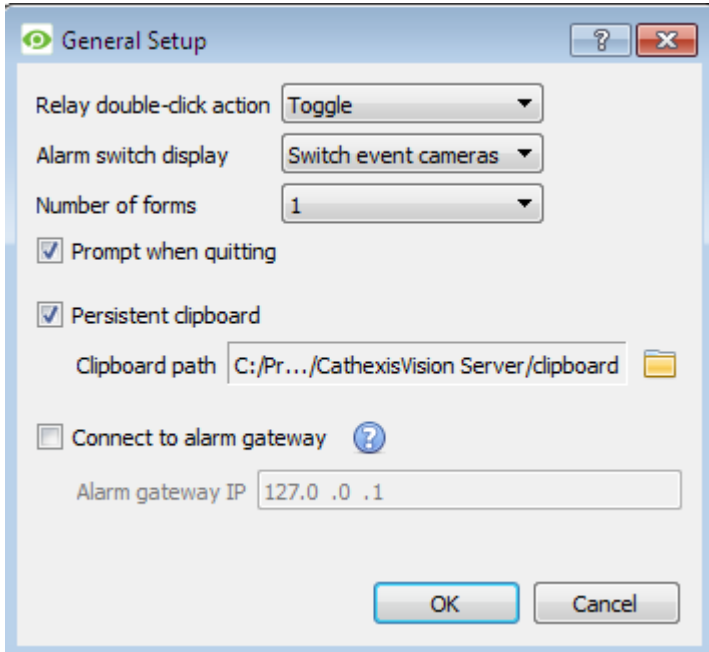 General Setup
Relay double-click action Toggle
Alarm switch display Switch event cameras
Number of forms 1
Prompt when quitting
Persistent clipboard
Clipboard path C:/Pr.../CathexisVision Server/clipboard
Connect to alarm gateway
Alarm gateway IP 127.0 .0 .1
OK Cancel